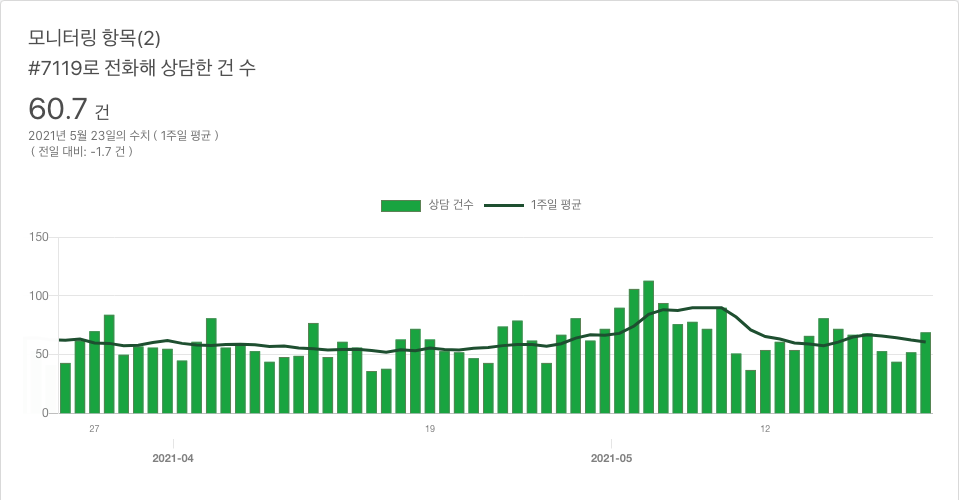 모니터링 항목(2)
#7119로 전화해 상담한 건 수
60.7 건
2021년 5월 23일의 수치 ( 1주일 평균 )
( 전일 대비: -1.7 건 )
상담 건수 1주일 평균
150
100
50
0
27 19 12
2021-04 2021-05